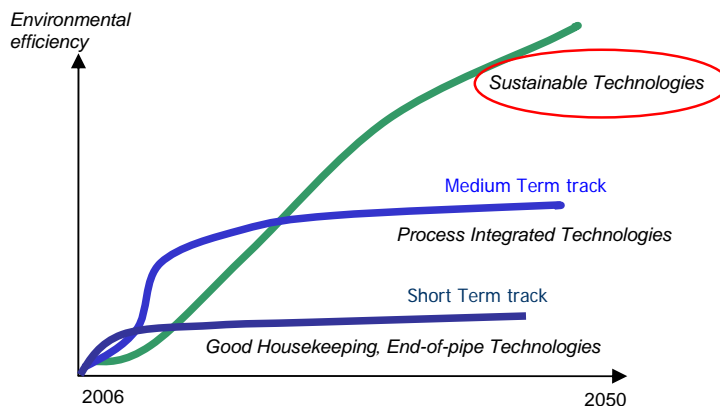 Environmental
efficiency
Sustainable Technologies
Medium Term track
Process Integrated Technologies
Short Term track
Good Housekeeping, End-of-pipe Technologies
2006
2050